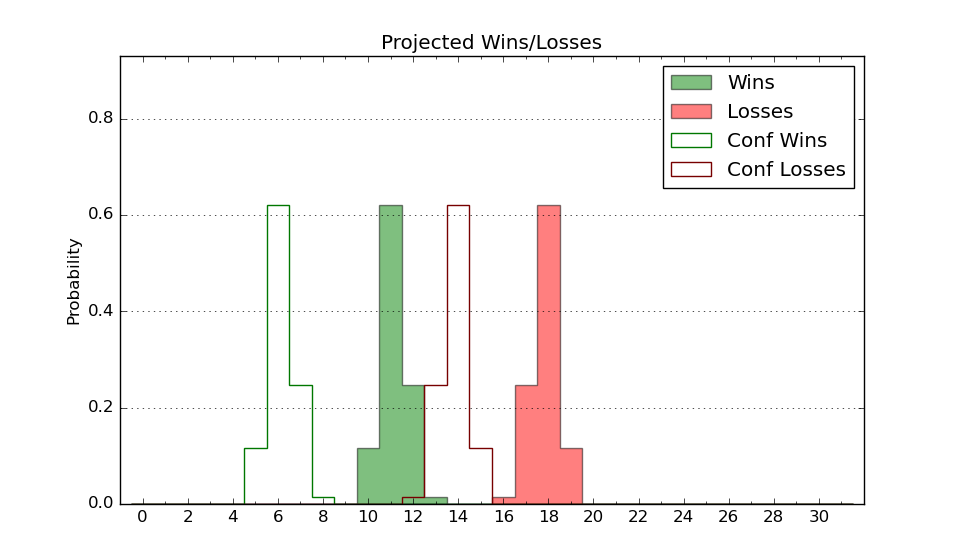 Projected Wins/Losses
Wins
Losses
Conf Wins
Conf Losses
Probability
0.8
0.6
0.4
0.2
0.0
0 2 4 6 8 10 12 14 16 18 20 22 24 26 28 30